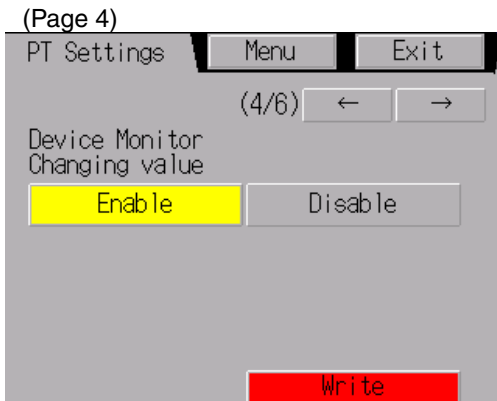 (Page 4)
PT Settings Menu Exit
(4/6) ← →
Device Monitor
Changing value
Enable Disable
Write